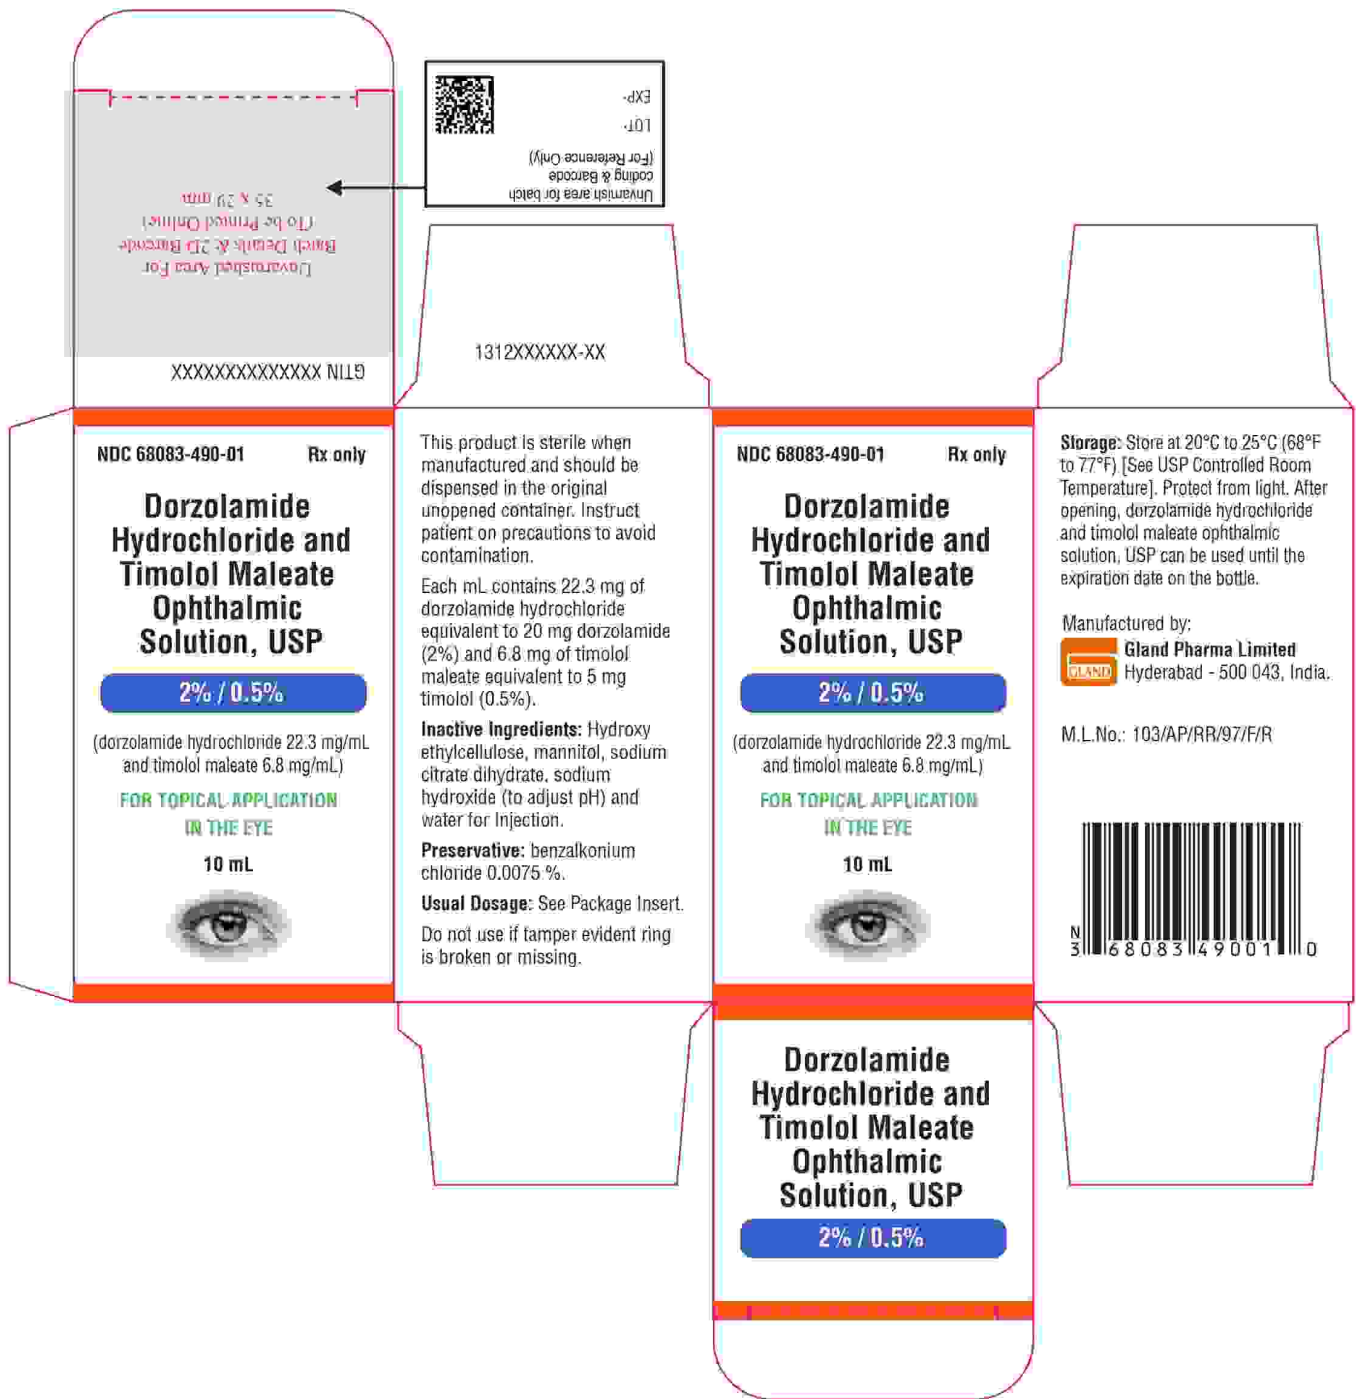 EXP-
LOT-
Unvarnish area for batch
coding & Barcode
(For Reference Only)
Unvarnished Area For
Batch Details & 2D Barcode
(To be Printed Online)
35 x 29 mm
GTIN XXXXXXXXXXXXXX
1312XXXXXX-XX
NDC 68083-490-01 Rx only
Dorzolamide
Hydrochloride and
Timolol Maleate
Ophthalmic
Solution, USP
2% / 0.5%
(dorzolamide hydrochloride 22.3 mg/mL
and timolol maleate 6.8 mg/mL)
FOR TOPICAL APPLICATION
IN THE EYE
10 mL
This product is sterile when
manufactured and should be
dispensed in the original
unopened container. Instruct
patient on precautions to avoid
contamination.
Each mL contains 22.3 mg of
dorzolamide hydrochloride
equivalent to 20 mg dorzolamide
(2%) and 6.8 mg of timolol
maleate equivalent to 5 mg
timolol (0.5%).
Inactive Ingredients: Hydroxy
ethylcellulose, mannitol, sodium
citrate dihydrate, sodium
hydroxide (to adjust pH) and
water for Injection.
Preservative: benzalkonium
chloride 0.0075 %.
Usual Dosage: See Package Insert.
Do not use if tamper evident ring
is broken or missing.
NDC 68083-490-01 Rx only
Dorzolamide
Hydrochloride and
Timolol Maleate
Ophthalmic
Solution, USP
2% / 0.5%
(dorzolamide hydrochloride 22.3 mg/mL
and timolol maleate 6.8 mg/mL)
FOR TOPICAL APPLICATION
IN THE EYE
10 mL
Storage: Store at 20°C to 25°C (68°F
to 77°F) [See USP Controlled Room
Temperature]. Protect from light. After
opening, dorzolamide hydrochloride
and timolol maleate ophthalmic
solution, USP can be used until the
expiration date on the bottle.
Manufactured by:
GLAND
Gland Pharma Limited
Hyderabad - 500 043, India.
M.L.No.: 103/AP/RR/97/F/R
N
3 68083 49001 0
Dorzolamide
Hydrochloride and
Timolol Maleate
Ophthalmic
Solution, USP
2% / 0.5%